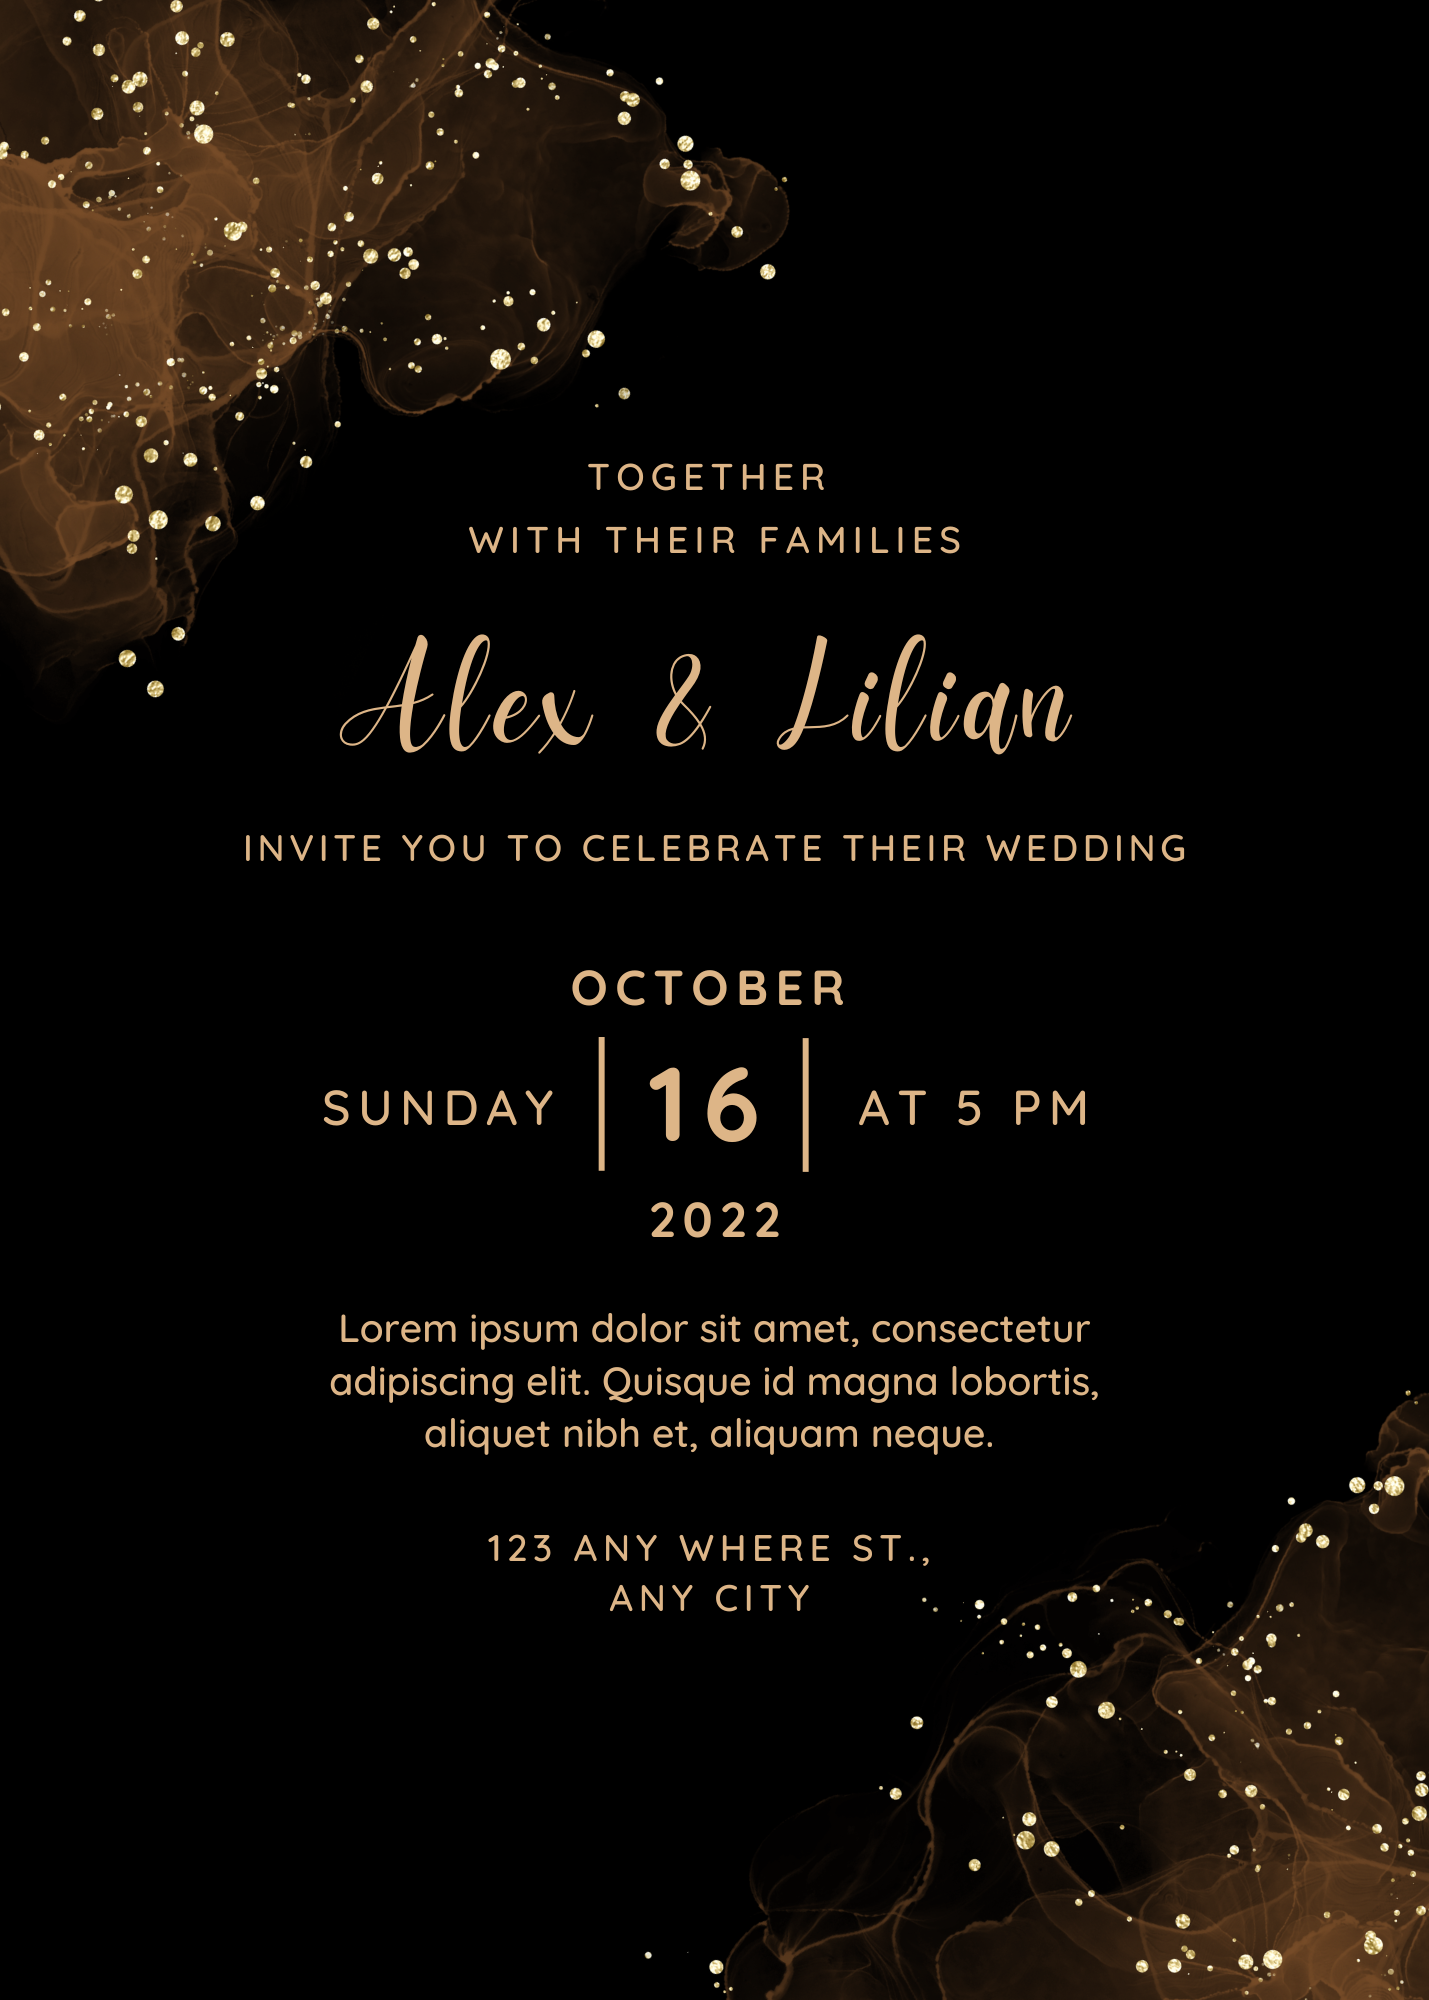 TOGETHER
WITH THEIR FAMILIES
Alex & Lilian
INVITE YOU TO CELEBRATE THEIR WEDDING
OCTOBER
SUNDAY 16 AT 5 PM
2022
Lorem ipsum dolor sit amet, consectetur
adipiscing elit. Quisque id magna lobortis,
aliquet nibh et, aliquam neque.
123 ANY WHERE ST.,
ANY CITY